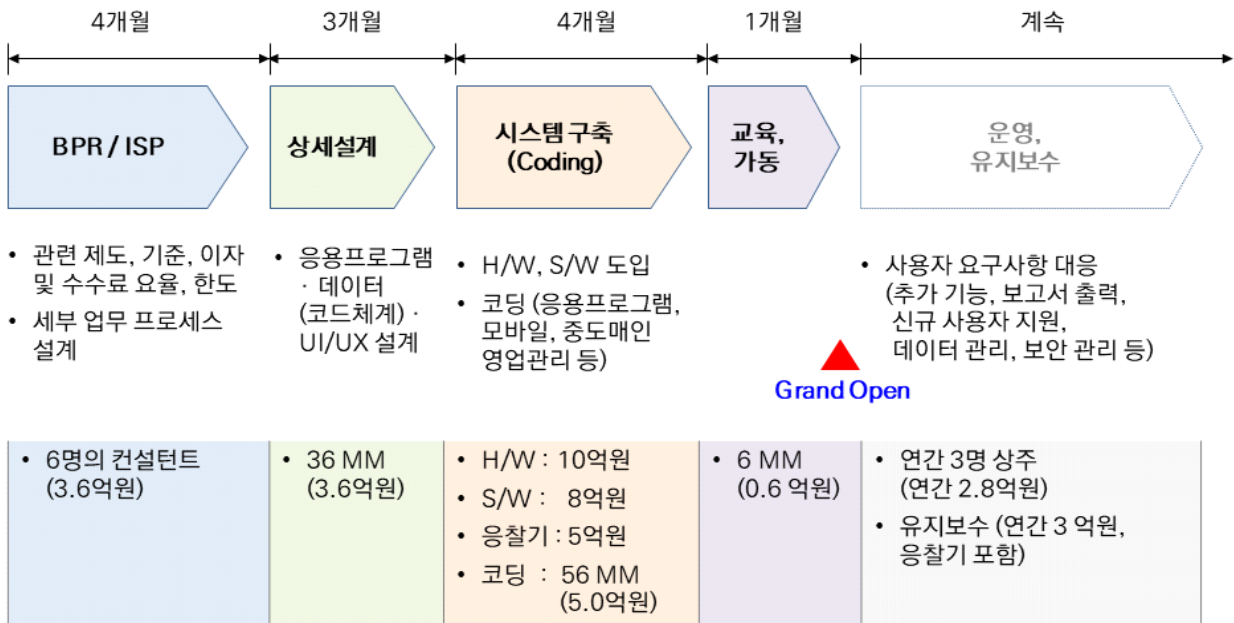 4개월
3개월
4개월
1개월
계속
BPR / ISP
상세설계
시스템 구축
(Coding)
교육,
가동
운영,
유지보수
• 관련 제도, 기준, 이자
및 수수료 요율, 한도
• 세부 업무 프로세스
설계
• 응용프로그램
· 데이터
(코드체계) ·
UI/UX 설계
• H/W, S/W 도입
• 코딩 (응용프로그램,
모바일, 중도매인
영업관리 등)
• 사용자 요구사항 대응
(추가 기능, 보고서 출력,
신규 사용자 지원,
데이터 관리, 보안 관리 등)
Grand Open
• 6명의 컨설턴트
(3.6억원)
• 36 MM
(3.6억원)
• H/W : 10억원
• S/W : 8억원
• 응찰기 : 5억원
• 코딩 : 56 MM
(5.0억원)
• 6 MM
(0.6 억원)
• 연간 3명 상주
(연간 2.8억원)
• 유지보수 (연간 3 억원,
응찰기 포함)